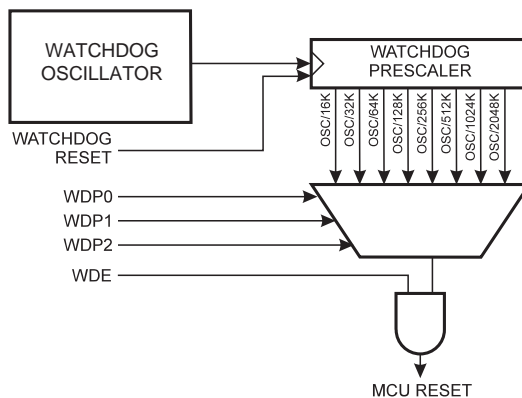 WATCHDOG
OSCILLATOR
WATCHDOG
PRESCALER
WATCHDOG
RESET
OSC/16K
OSC/32K
OSC/64K
OSC/128K
OSC/256K
OSC/512K
OSC/1024K
OSC/2048K
WDP0
WDP1
WDP2
WDE
MCU RESET